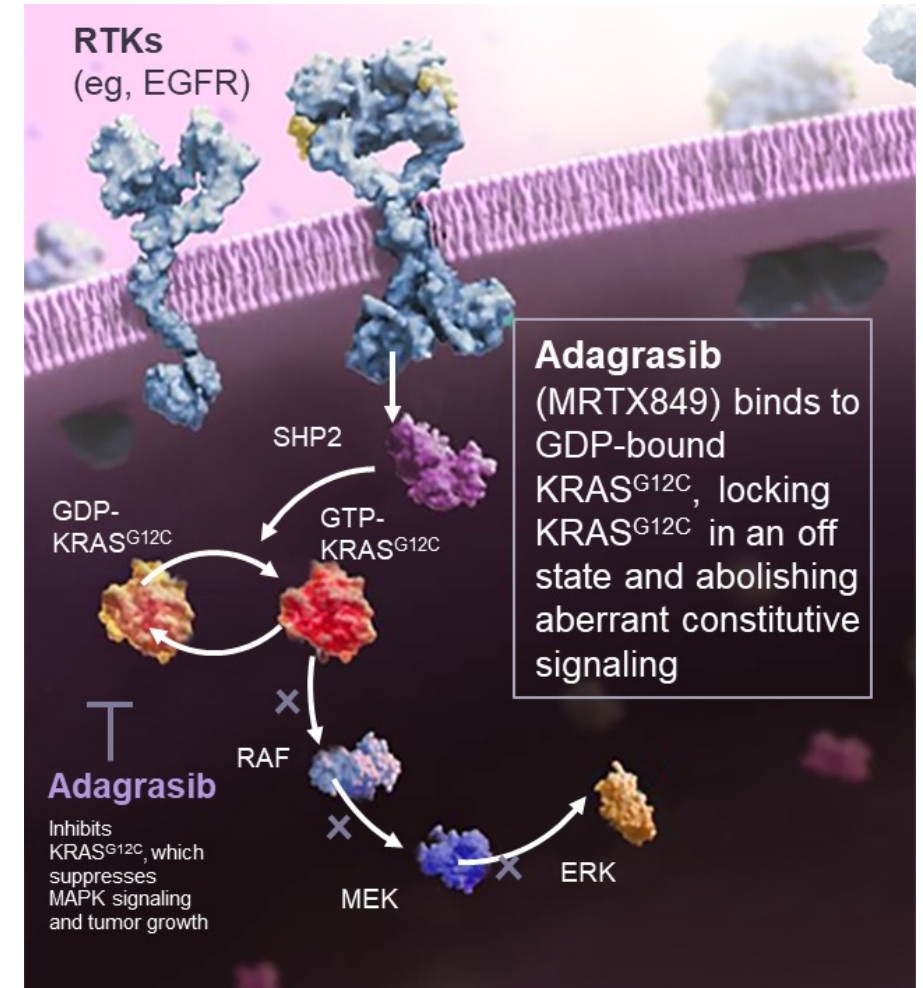 RTKs
(eg, EGFR)
Adagrasib
(MRTX849) binds to
GDP-bound
KRASᴳ¹²ᶜ, locking
KRASᴳ¹²ᶜ in an off
state and abolishing
aberrant constitutive
signaling
SHP2
GDP-
KRASᴳ¹²ᶜ
GTP-
KRASᴳ¹²ᶜ
RAF
MEK
ERK
Adagrasib
Inhibits
KRASᴳ¹²ᶜ, which
suppresses
MAPK signaling
and tumor growth